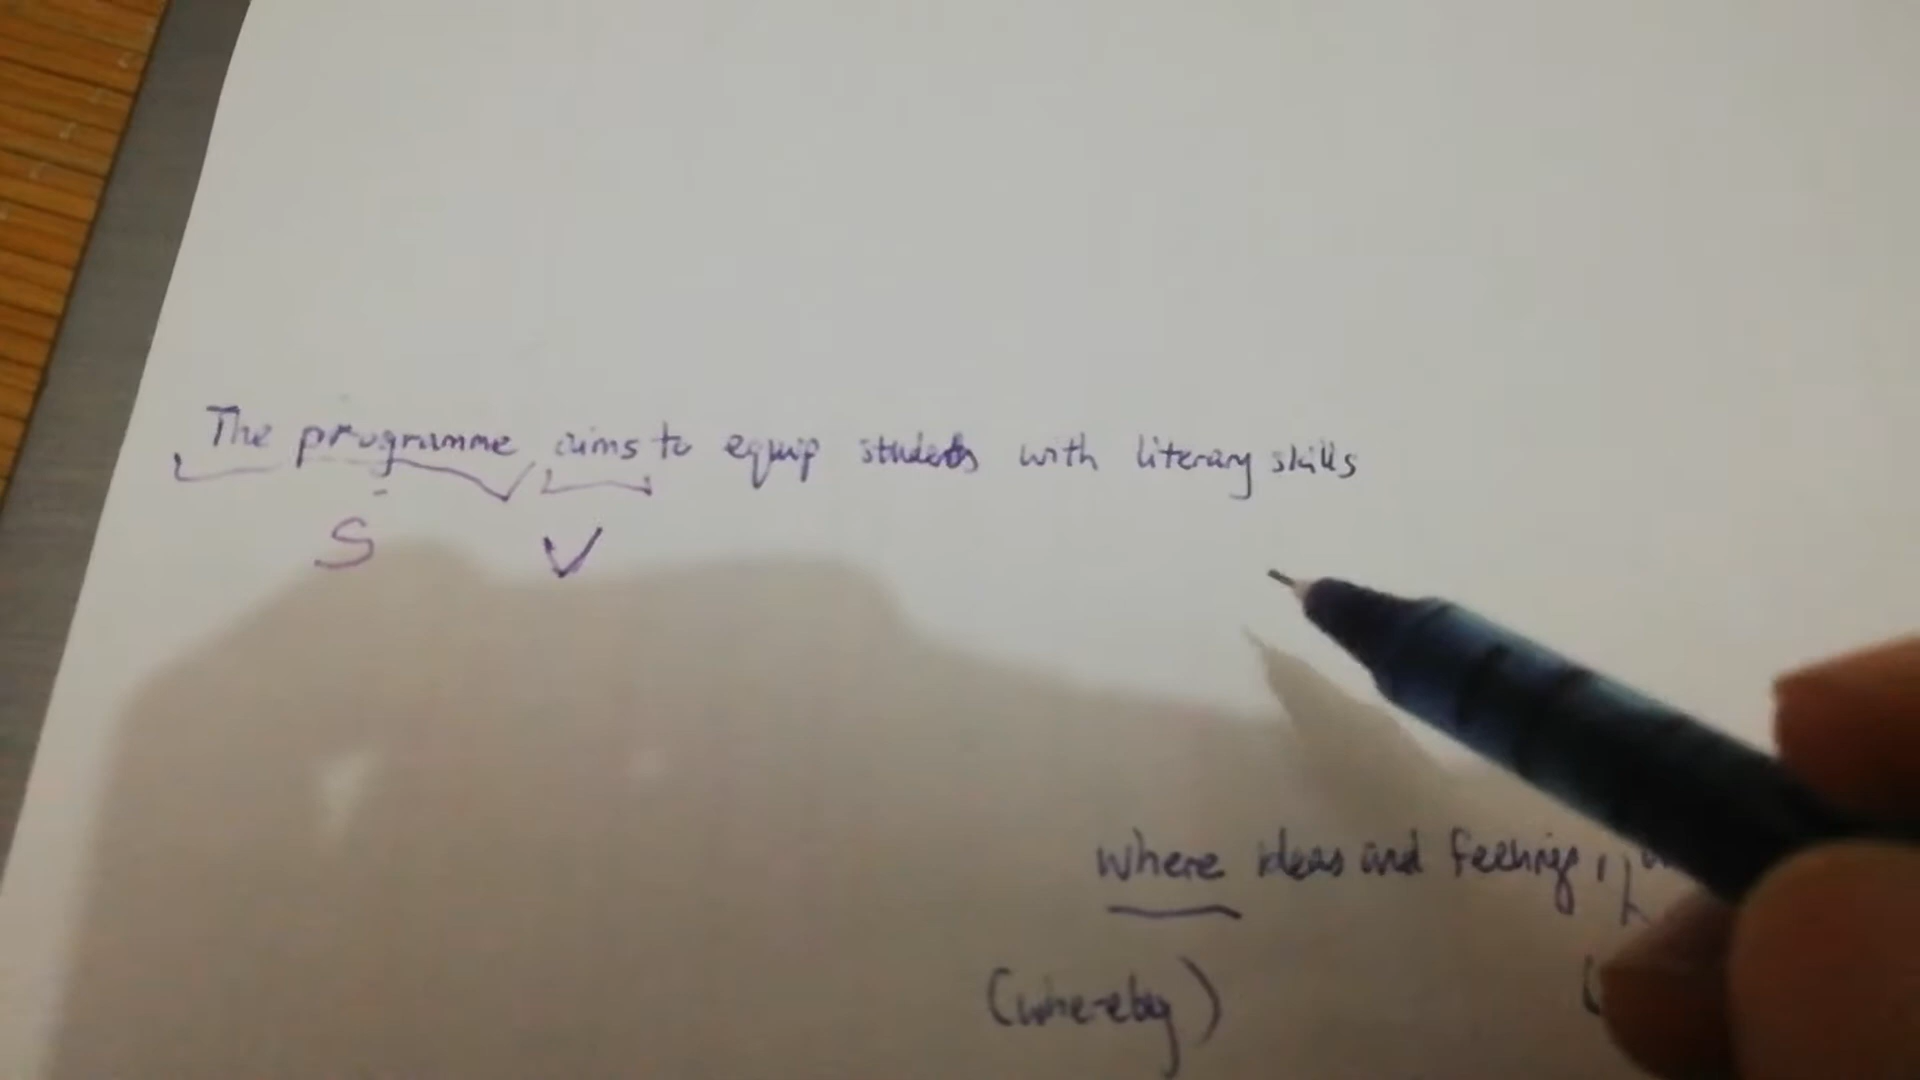 The programme aims to equip students with literary skills
S V
where ideas and feelings
(whereby)